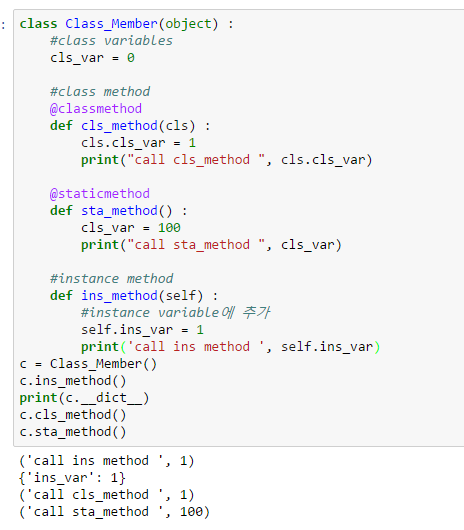 : class Class_Member(object) :
    #class variables
    cls_var = 0

    #class method
    @classmethod
    def cls_method(cls) :
        cls.cls_var = 1
        print("call cls_method ", cls.cls_var)

    @staticmethod
    def sta_method() :
        cls_var = 100
        print("call sta_method ", cls_var)

    #instance method
    def ins_method(self) :
        #instance variable에 추가
        self.ins_var = 1
        print('call ins method ', self.ins_var)
c = Class_Member()
c.ins_method()
print(c.__dict__)
c.cls_method()
c.sta_method()
('call ins method ', 1)
{'ins_var': 1}
('call cls_method ', 1)
('call sta_method ', 100)